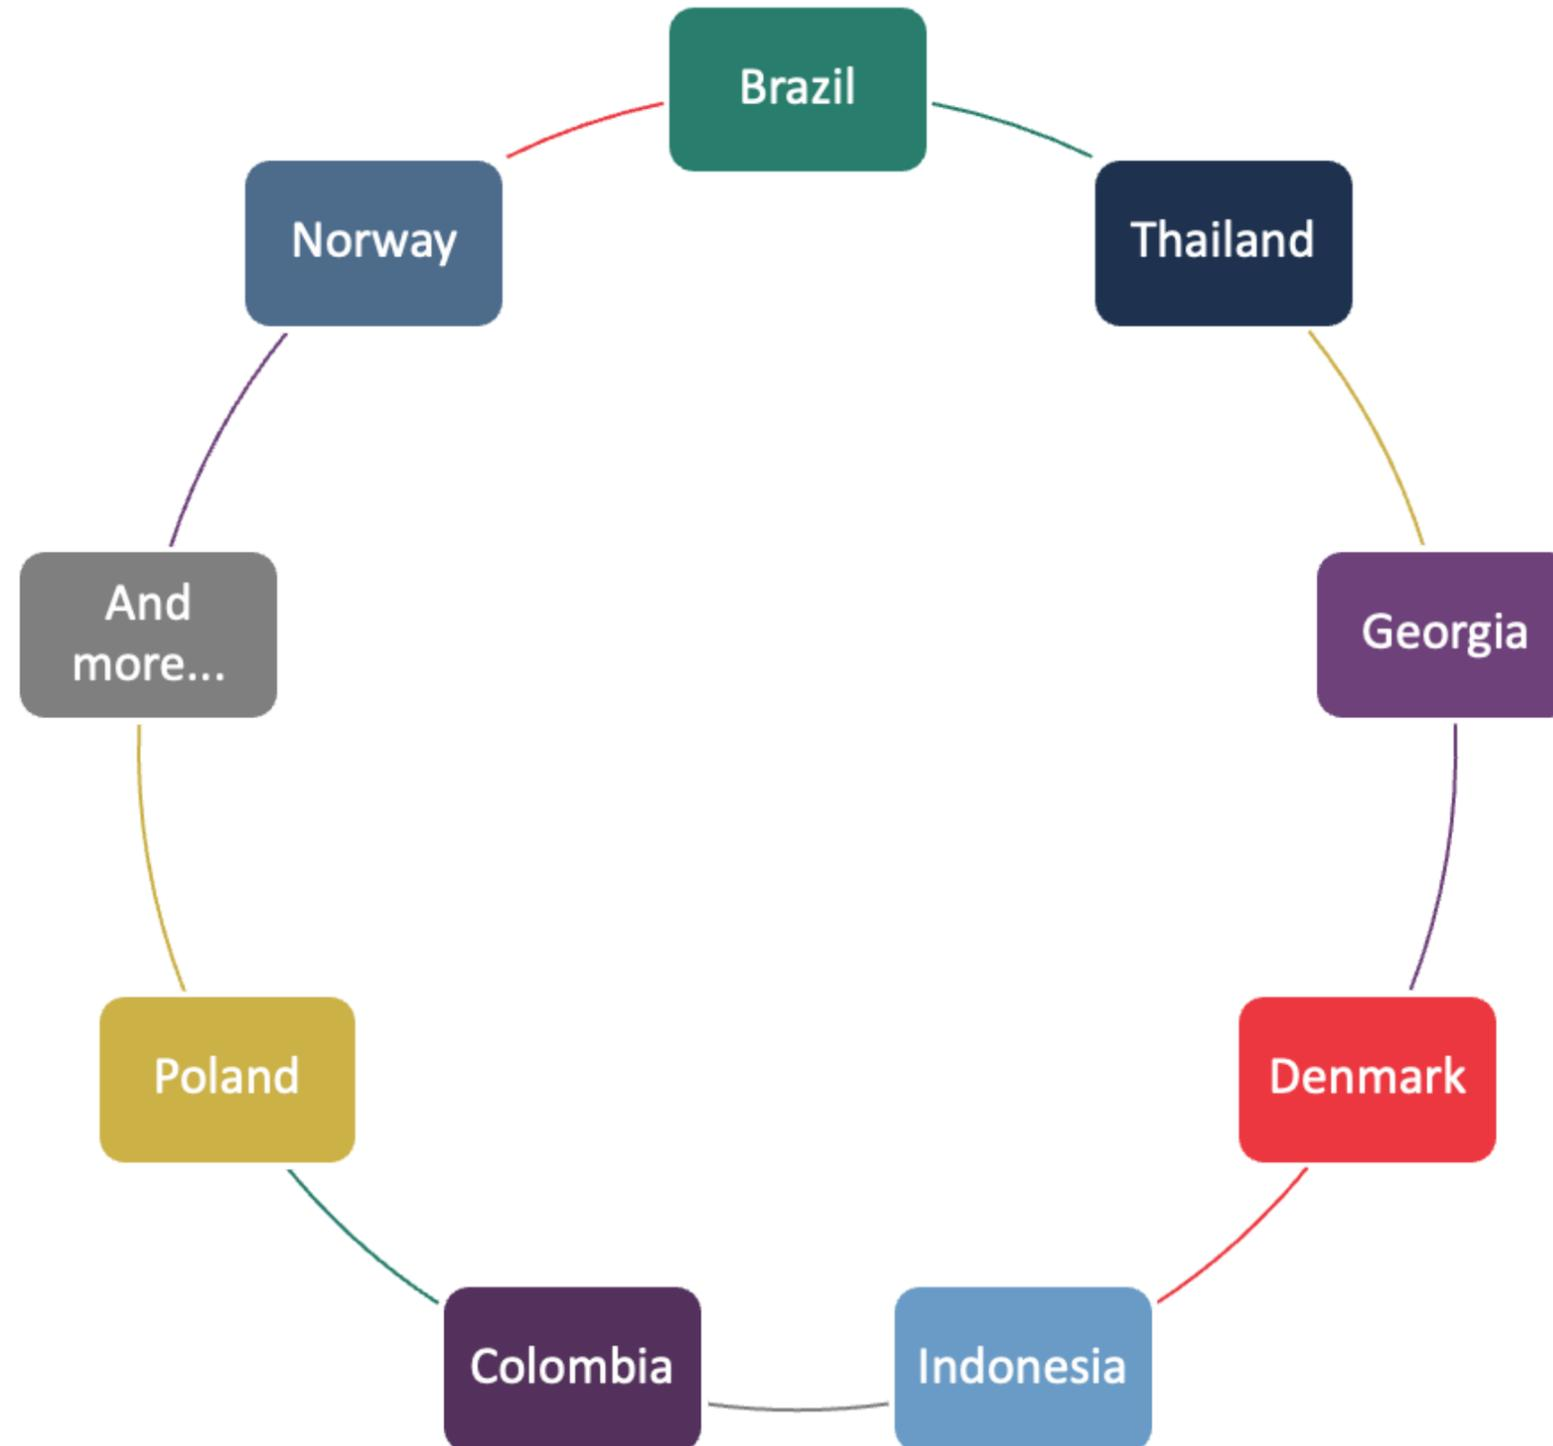 Brazil
Thailand
Georgia
Denmark
Indonesia
Colombia
Poland
And
more...
Norway